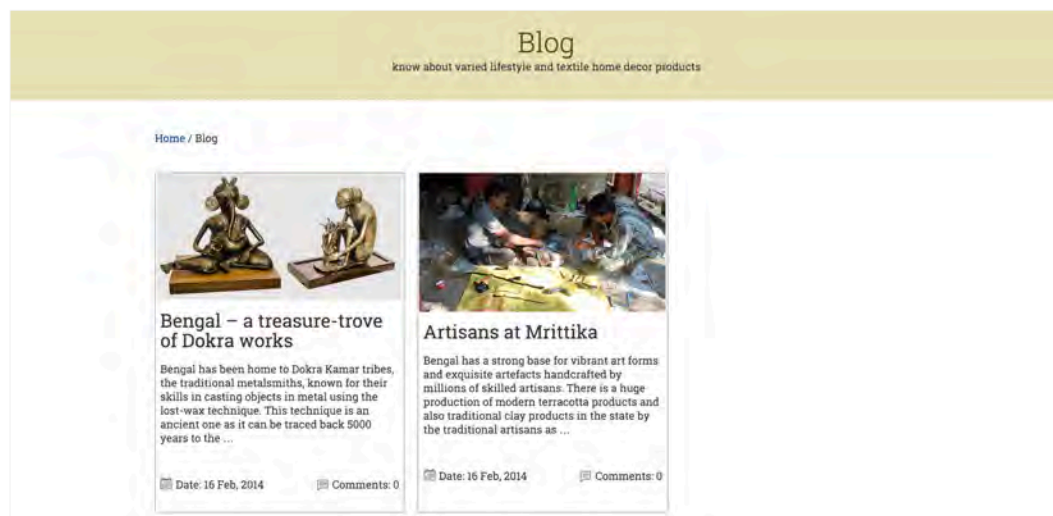 Blog
know about varied lifestyle and textile home decor products
Home / Blog
Bengal – a treasure-trove
of Dokra works
Bengal has been home to Dokra Kamar tribes,
the traditional metalsmiths, known for their
skills in casting objects in metal using the
lost-wax technique. This technique is an
ancient one as it can be traced back 5000
years to the ...
Date: 16 Feb, 2014
Comments: 0
Artisans at Mrittika
Bengal has a strong base for vibrant art forms
and exquisite artefacts handcrafted by
millions of skilled artisans. There is a huge
production of modern terracotta products and
also traditional clay products in the state by
the traditional artisans as ...
Date: 16 Feb, 2014
Comments: 0